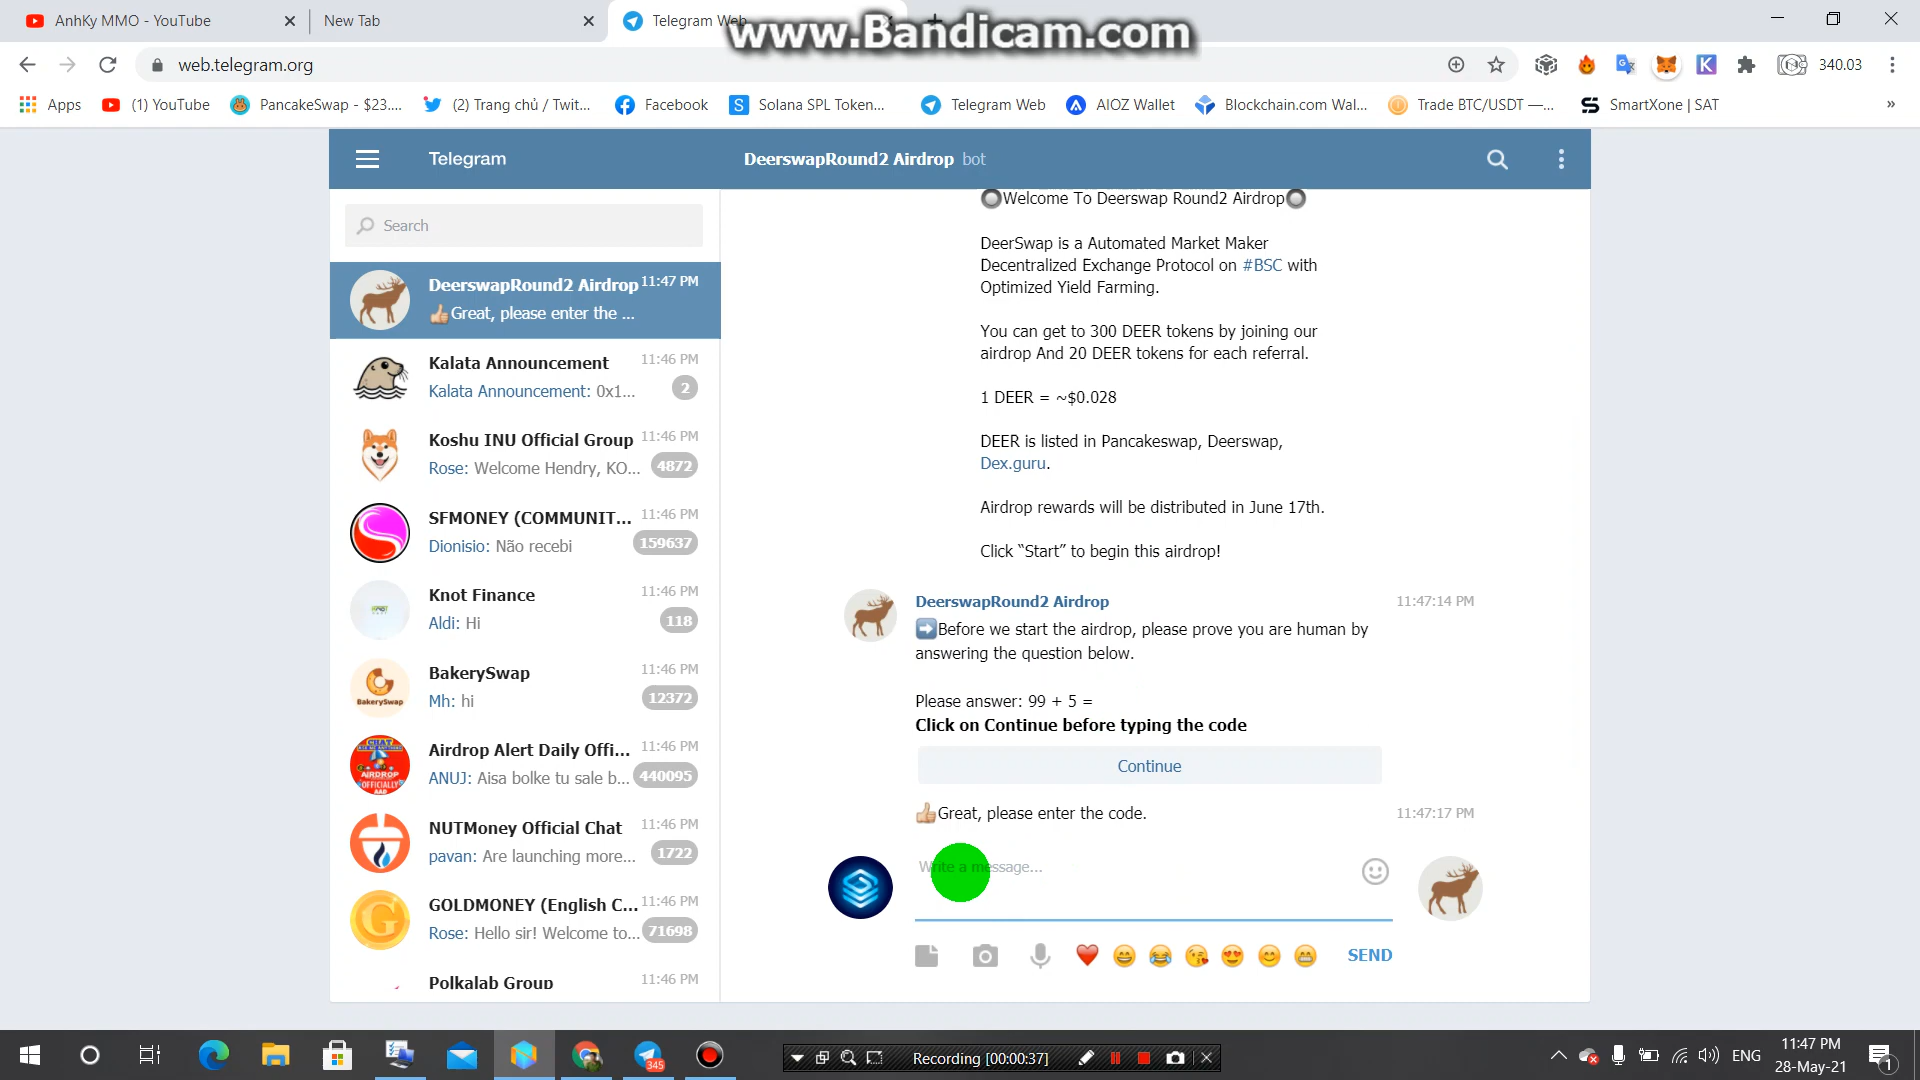 AnhKy MMO - YouTube
New Tab
Telegram Web
www.Bandicam.com
web.telegram.org
340.03
Apps
(1) YouTube
PancakeSwap - $23....
(2) Trang chủ / Twit...
Facebook
Solana SPL Token...
Telegram Web
AIOZ Wallet
Blockchain.com Wal...
Trade BTC/USDT —...
SmartXone | SAT
»
Telegram
DeerswapRound2 Airdrop bot
Search
DeerswapRound2 Airdrop 11:47 PM
👍Great, please enter the ...
Kalata Announcement 11:46 PM
Kalata Announcement: 0x1... 2
Koshu INU Official Group 11:46 PM
Rose: Welcome Hendry, KO... 4872
SFMONEY (COMMUNIT... 11:46 PM
Dionisio: Não recebi 159637
Knot Finance 11:46 PM
Aldi: Hi 118
BakerySwap 11:46 PM
BakerySwap
Mh: hi 12372
Airdrop Alert Daily Offi... 11:46 PM
ANUJ: Aisa bolke tu sale b... 440095
NUTMoney Official Chat 11:46 PM
pavan: Are launching more... 1722
GOLDMONEY (English C... 11:46 PM
Rose: Hello sir! Welcome to... 71698
Polkalab Group 11:46 PM
Welcome To Deerswap Round2 Airdrop
DeerSwap is a Automated Market Maker
Decentralized Exchange Protocol on #BSC with
Optimized Yield Farming.
You can get to 300 DEER tokens by joining our
airdrop And 20 DEER tokens for each referral.
1 DEER = ~$0.028
DEER is listed in Pancakeswap, Deerswap,
Dex.guru.
Airdrop rewards will be distributed in June 17th.
Click “Start” to begin this airdrop!
DeerswapRound2 Airdrop 11:47:14 PM
➡Before we start the airdrop, please prove you are human by
answering the question below.
Please answer: 99 + 5 =
Click on Continue before typing the code
Continue
👍Great, please enter the code. 11:47:17 PM
Write a message...
SEND
345
Recording [00:00:37]
ENG
11:47 PM
28-May-21
1